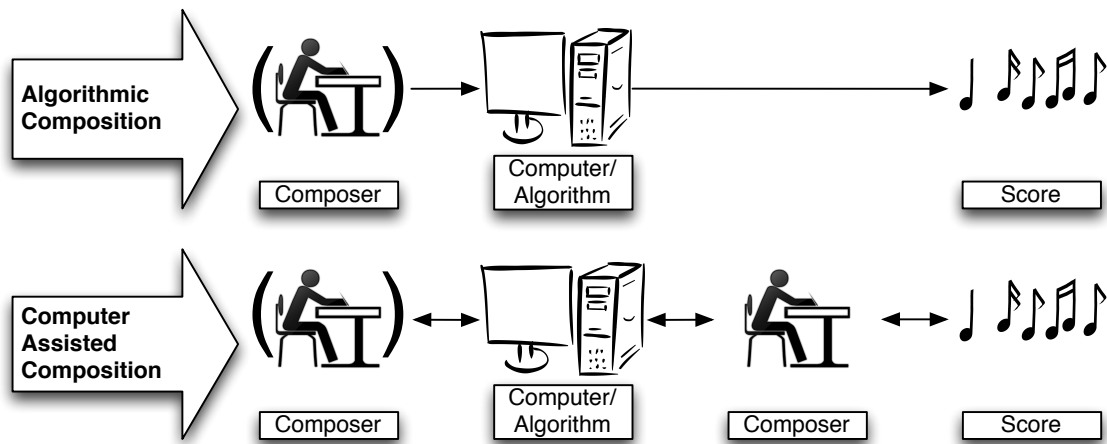 Algorithmic
Composition
Composer
Computer/
Algorithm
Score
Computer
Assisted
Composition
Composer
Computer/
Algorithm
Composer
Score